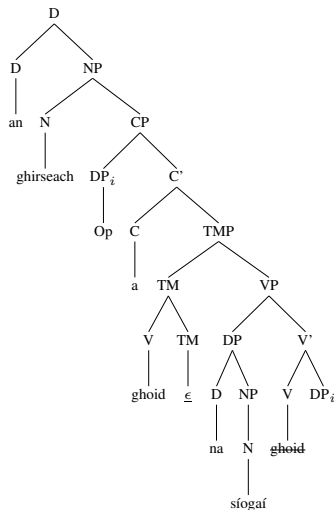 D
D NP
an N CP
ghirseach DPᵢ C'
Op C TMP
a TM VP
V TM DP V'
ghoid ϵ D NP V DPᵢ
na N ghoid
síogaí